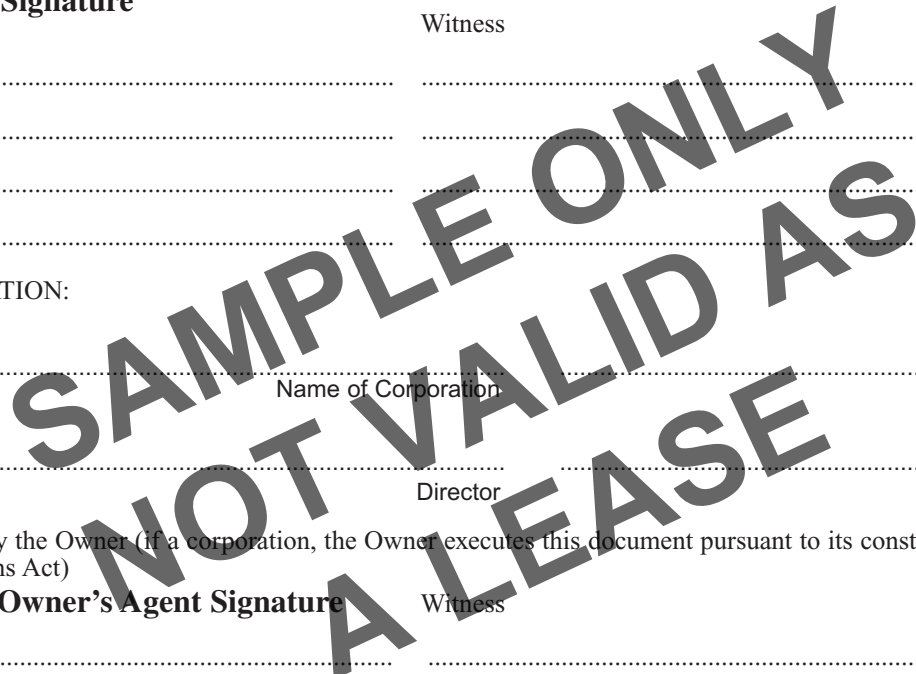 Signature
Witness
TION:
Name of Corporation
Director
y the Owner (if a corporation, the Owner executes this document pursuant to its const
ns Act)
Owner's Agent Signature Witness
SAMPLE ONLY
NOT VALID AS
A LEASE